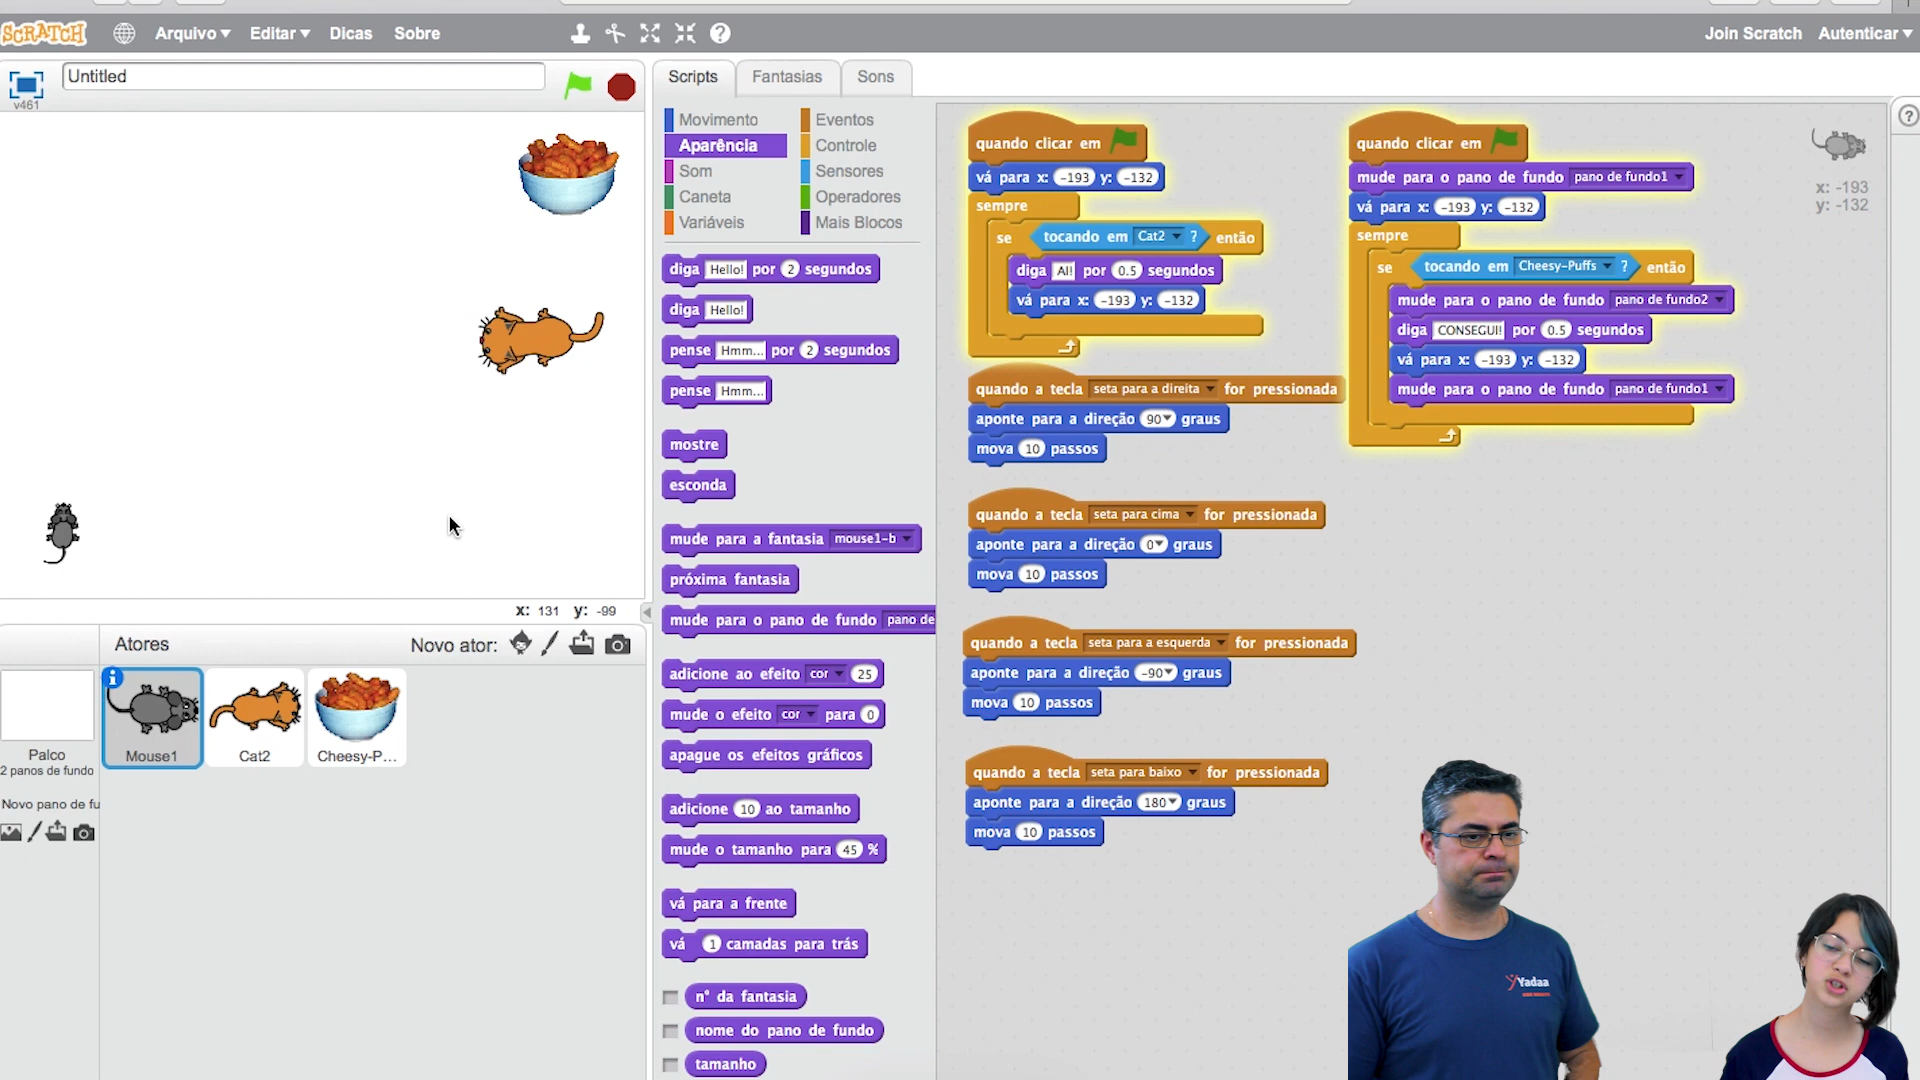 SCRATCH
Arquivo
Editar
Dicas
Sobre
Join Scratch
Autenticar
v461
Untitled
Scripts
Fantasias
Sons
Movimento
Aparência
Som
Caneta
Variáveis
Eventos
Controle
Sensores
Operadores
Mais Blocos
diga Hello! por 2 segundos
diga Hello!
pense Hmm... por 2 segundos
pense Hmm...
mostre
esconda
mude para a fantasia mouse1-b
próxima fantasia
mude para o pano de fundo pano de
adicione ao efeito cor 25
mude o efeito cor para 0
apague os efeitos gráficos
adicione 10 ao tamanho
mude o tamanho para 45 %
vá para a frente
vá 1 camadas para trás
nº da fantasia
nome do pano de fundo
tamanho
quando clicar em
vá para x: -193 y: -132
sempre
se tocando em Cat2 ? então
diga AI! por 0.5 segundos
vá para x: -193 y: -132
quando a tecla seta para a direita for pressionada
aponte para a direção 90 graus
mova 10 passos
quando a tecla seta para cima for pressionada
aponte para a direção 0 graus
mova 10 passos
quando a tecla seta para a esquerda for pressionada
aponte para a direção -90 graus
mova 10 passos
quando a tecla seta para baixo for pressionada
aponte para a direção 180 graus
mova 10 passos
quando clicar em
mude para o pano de fundo pano de fundo1
vá para x: -193 y: -132
sempre
se tocando em Cheesy-Puffs ? então
mude para o pano de fundo pano de fundo2
diga CONSEGUI! por 0.5 segundos
vá para x: -193 y: -132
mude para o pano de fundo pano de fundo1
x: -193
y: -132
x: 131 y: -99
Atores
Novo ator:
Mouse1
Cat2
Cheesy-P...
Palco
2 panos de fundo
Novo pano de fu
Yadaa